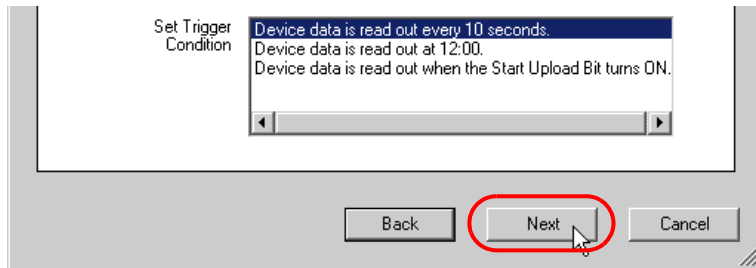 Set Trigger
Condition
Device data is read out every 10 seconds.
Device data is read out at 12:00.
Device data is read out when the Start Upload Bit turns ON.
Back Next Cancel